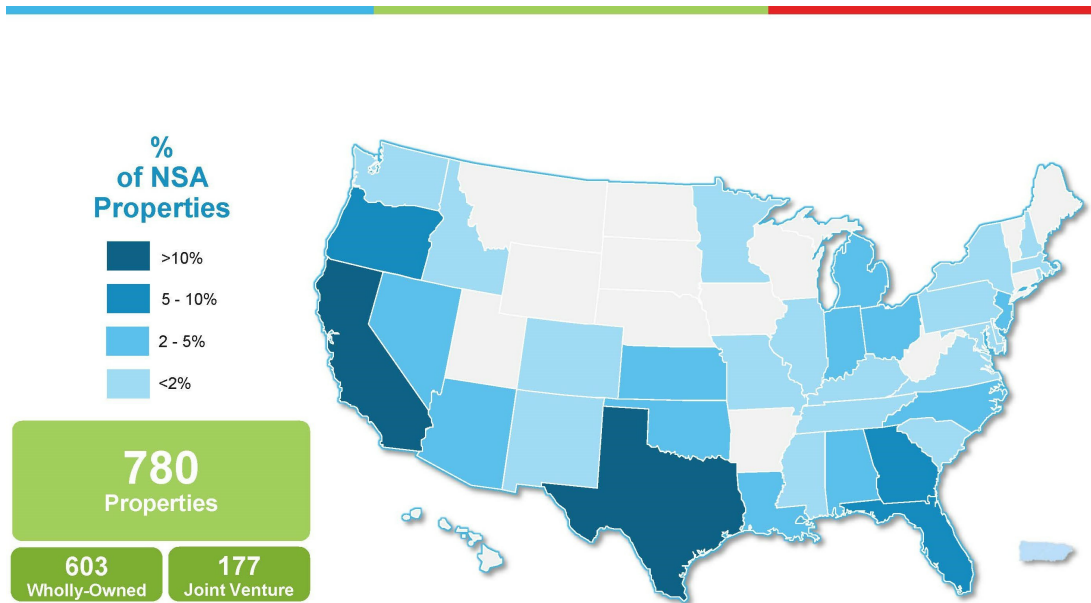 %
of NSA
Properties
>10%
5 - 10%
2 - 5%
<2%
780
Properties
603
Wholly-Owned
177
Joint Venture